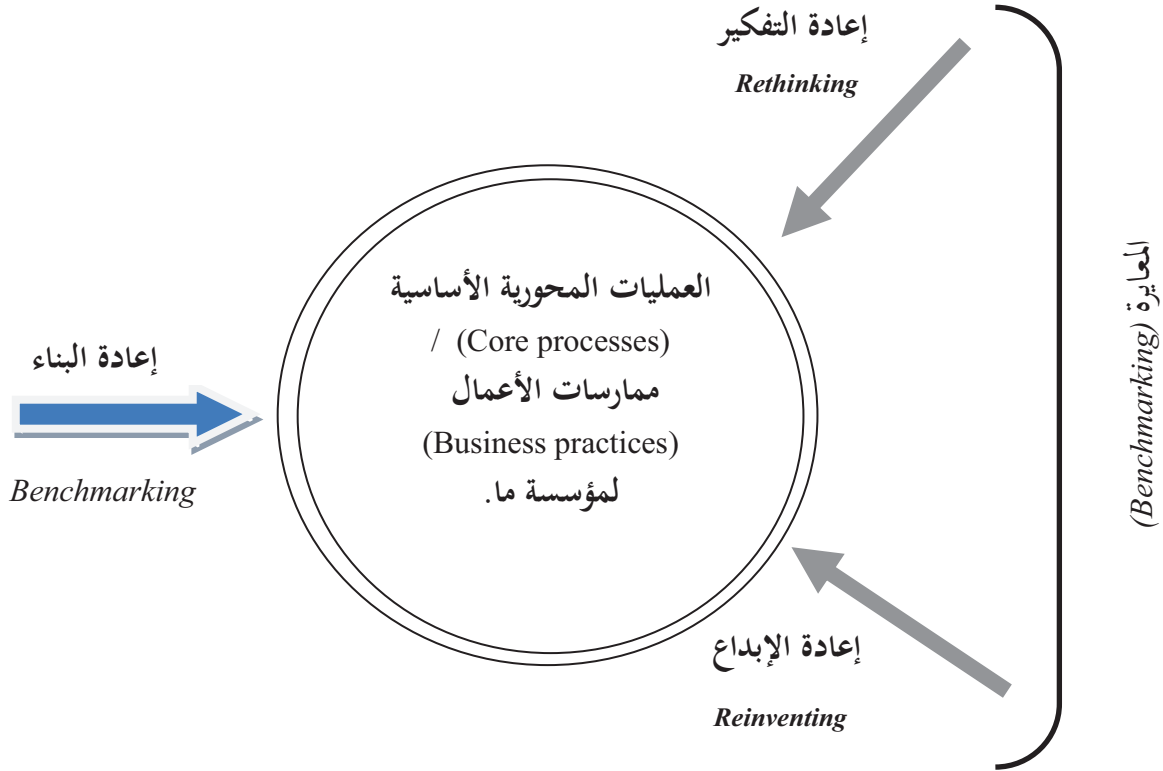 إعادة التفكير
Rethinking
العمليات المحورية الأساسية
/ (Core processes)
ممارسات الأعمال
(Business practices)
لمؤسسة ما.
إعادة البناء
Benchmarking
إعادة الإبداع
Reinventing
المعايرة (Benchmarking)